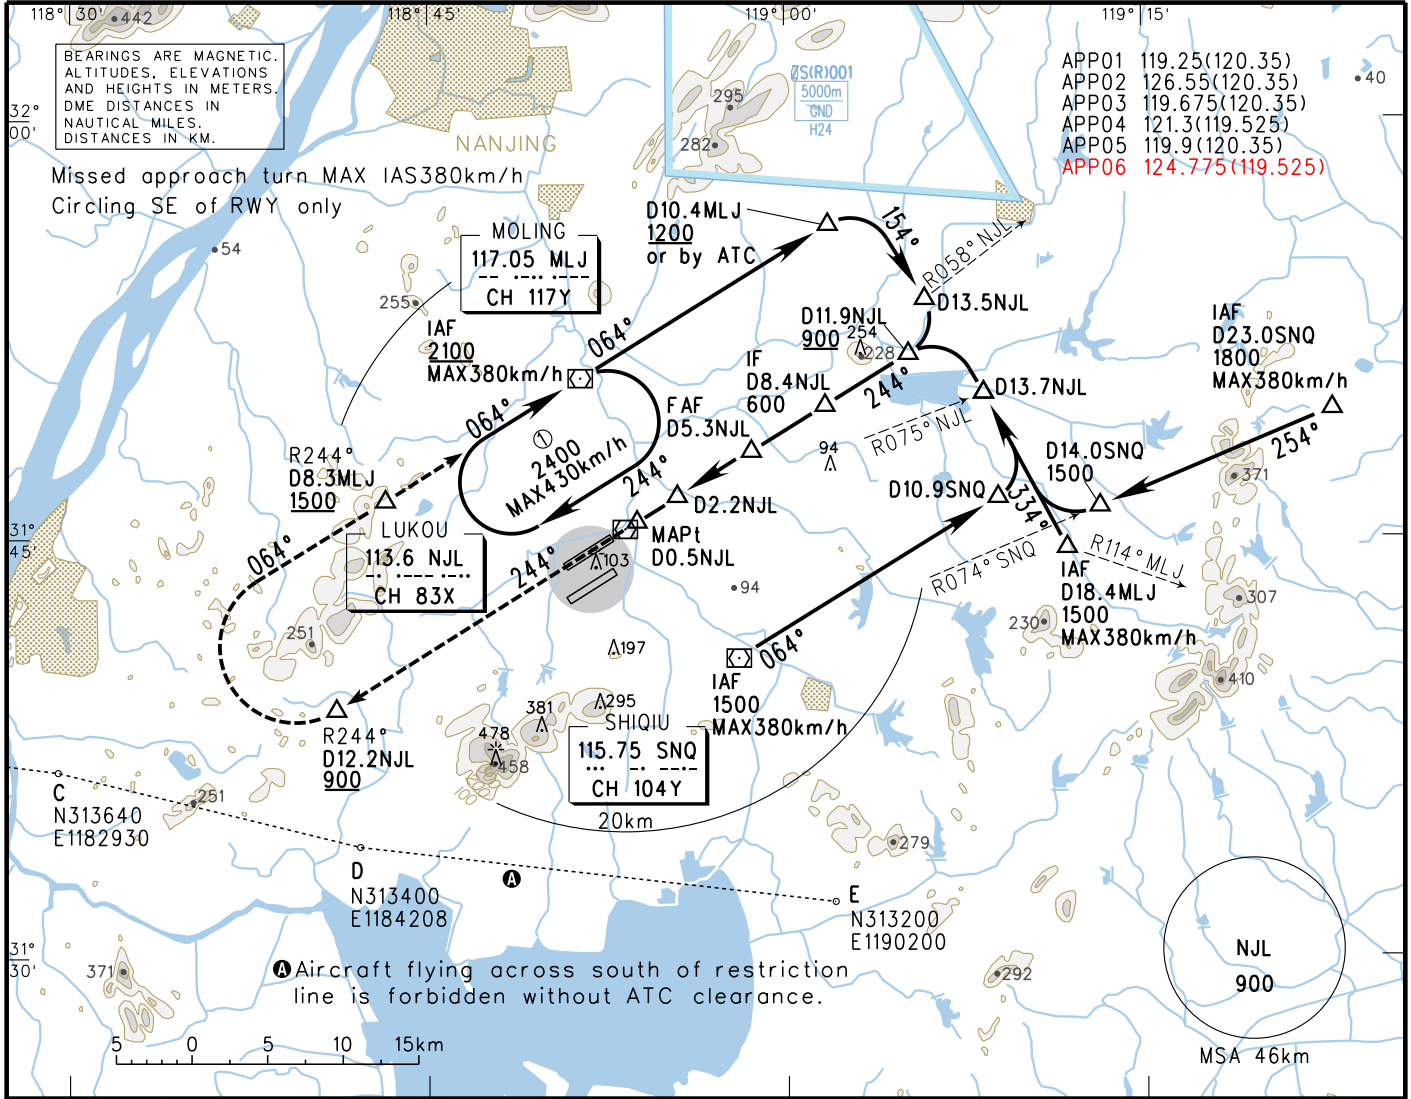 118° 30'
118° 45'
119° 00'
119° 15'
442
BEARINGS ARE MAGNETIC.
ALTITUDES, ELEVATIONS
AND HEIGHTS IN METERS.
DME DISTANCES IN
NAUTICAL MILES.
DISTANCES IN KM.
32°
00'
NANJING
295
282
ZS(R)001
5000m
GND
H24
APP01 119.25(120.35)
APP02 126.55(120.35)
APP03 119.675(120.35)
APP04 121.3(119.525)
APP05 119.9(120.35)
APP06 124.775(119.525)
40
Missed approach turn MAX IAS380km/h
Circling SE of RWY only
54
MOLING
117.05 MLJ
CH 117Y
255
D10.4MLJ
1200
or by ATC
154°
R058° NJL
D13.5NJL
IAF
2100
MAX380km/h
064°
D11.9NJL
900
254
228
IF
D8.4NJL
600
244°
D13.7NJL
R075° NJL
IAF
D23.0SNQ
1800
MAX380km/h
254°
371
FAF
D5.3NJL
064°
1
2400
MAX430km/h
244°
94
D14.0SNQ
1500
R244°
D8.3MLJ
1500
D2.2NJL
D10.9SNQ
334°
31°
45'
LUKOU
113.6 NJL
CH 83X
064°
244°
MAPt
D0.5NJL
103
94
R074° SNQ
R114° MLJ
IAF
D18.4MLJ
1500
MAX380km/h
307
230
251
197
064°
IAF
1500
MAX380km/h
410
R244°
D12.2NJL
900
295
381
478
458
SHIQIU
115.75 SNQ
CH 104Y
20km
C
N313640
E1182930
251
D
N313400
E1184208
A
279
E
N313200
E1190200
31°
30'
371
A Aircraft flying across south of restriction
line is forbidden without ATC clearance.
292
NJL
900
MSA 46km
5 0 5 10 15km